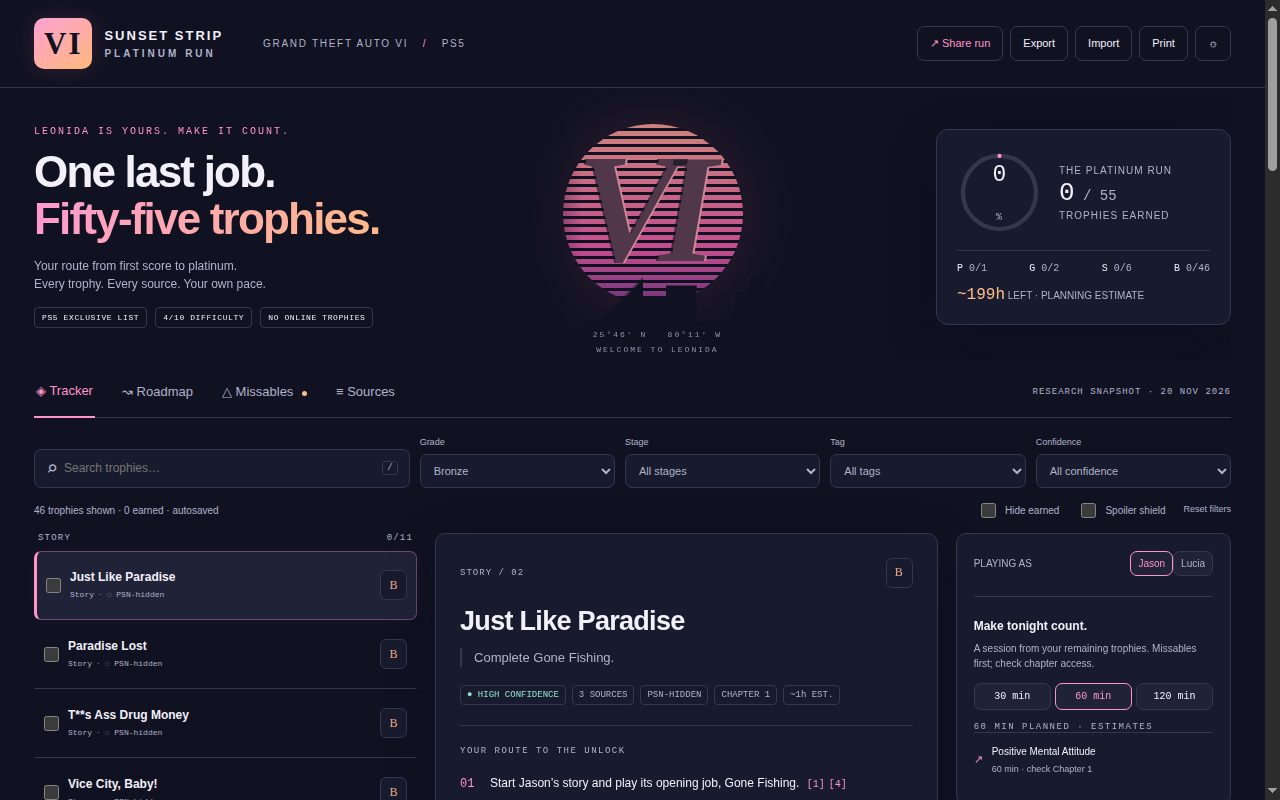 VI
SUNSET STRIP
PLATINUM RUN
GRAND THEFT AUTO VI / PS5
↗ Share run
Export
Import
Print
☼
LEONIDA IS YOURS. MAKE IT COUNT.
One last job.
Fifty-five trophies.
Your route from first score to platinum.
Every trophy. Every source. Your own pace.
PS5 EXCLUSIVE LIST
4/10 DIFFICULTY
NO ONLINE TROPHIES
VI
25°46' N 80°11' W
WELCOME TO LEONIDA
0
%
THE PLATINUM RUN
0 / 55
TROPHIES EARNED
P 0/1 G 0/2 S 0/6 B 0/46
~199h LEFT · PLANNING ESTIMATE
◈ Tracker
↝ Roadmap
△ Missables
≡ Sources
RESEARCH SNAPSHOT · 20 NOV 2026
Search trophies…
/
Grade
Bronze
Stage
All stages
Tag
All tags
Confidence
All confidence
46 trophies shown · 0 earned · autosaved
Hide earned
Spoiler shield
Reset filters
STORY 0/11
Just Like Paradise
Story · ○ PSN-hidden
B
Paradise Lost
Story · ○ PSN-hidden
B
T**s Ass Drug Money
Story · ○ PSN-hidden
B
Vice City, Baby!
B
STORY / 02
B
Just Like Paradise
Complete Gone Fishing.
● HIGH CONFIDENCE
3 SOURCES
PSN-HIDDEN
CHAPTER 1
~1h EST.
YOUR ROUTE TO THE UNLOCK
01 Start Jason’s story and play its opening job, Gone Fishing. [1] [4]
PLAYING AS
Jason
Lucia
Make tonight count.
A session from your remaining trophies. Missables
first; check chapter access.
30 min
60 min
120 min
60 MIN PLANNED · ESTIMATES
↗ Positive Mental Attitude
60 min · check Chapter 1